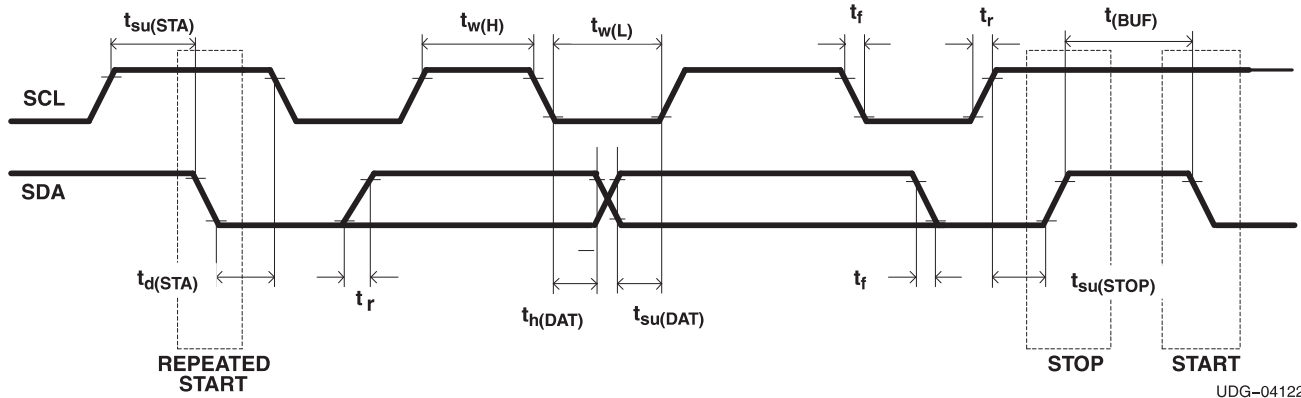 tsu(STA)
tw(H)
tw(L)
tf
tr
t(BUF)
SCL
SDA
td(STA)
tr
th(DAT)
tsu(DAT)
tf
tsu(STOP)
REPEATED
START
STOP
START
UDG–04122